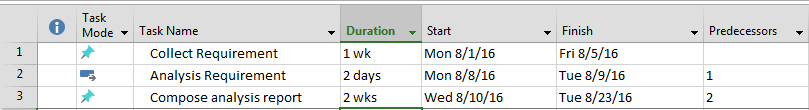 Task Mode Task Name Duration Start Finish Predecessors
1 Collect Requirement 1 wk Mon 8/1/16 Fri 8/5/16
2 Analysis Requirement 2 days Mon 8/8/16 Tue 8/9/16 1
3 Compose analysis report 2 wks Wed 8/10/16 Tue 8/23/16 2